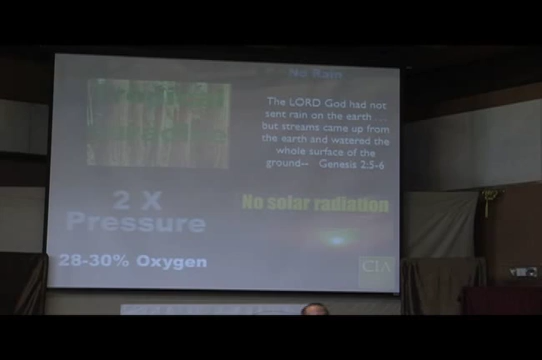 No Rain
The LORD God had not
sent rain on the earth....
but streams came up from
the earth and watered the
whole surface of the
ground-- Genesis 2:5-6
2 X
Pressure
No solar radiation
28-30% Oxygen
CIA